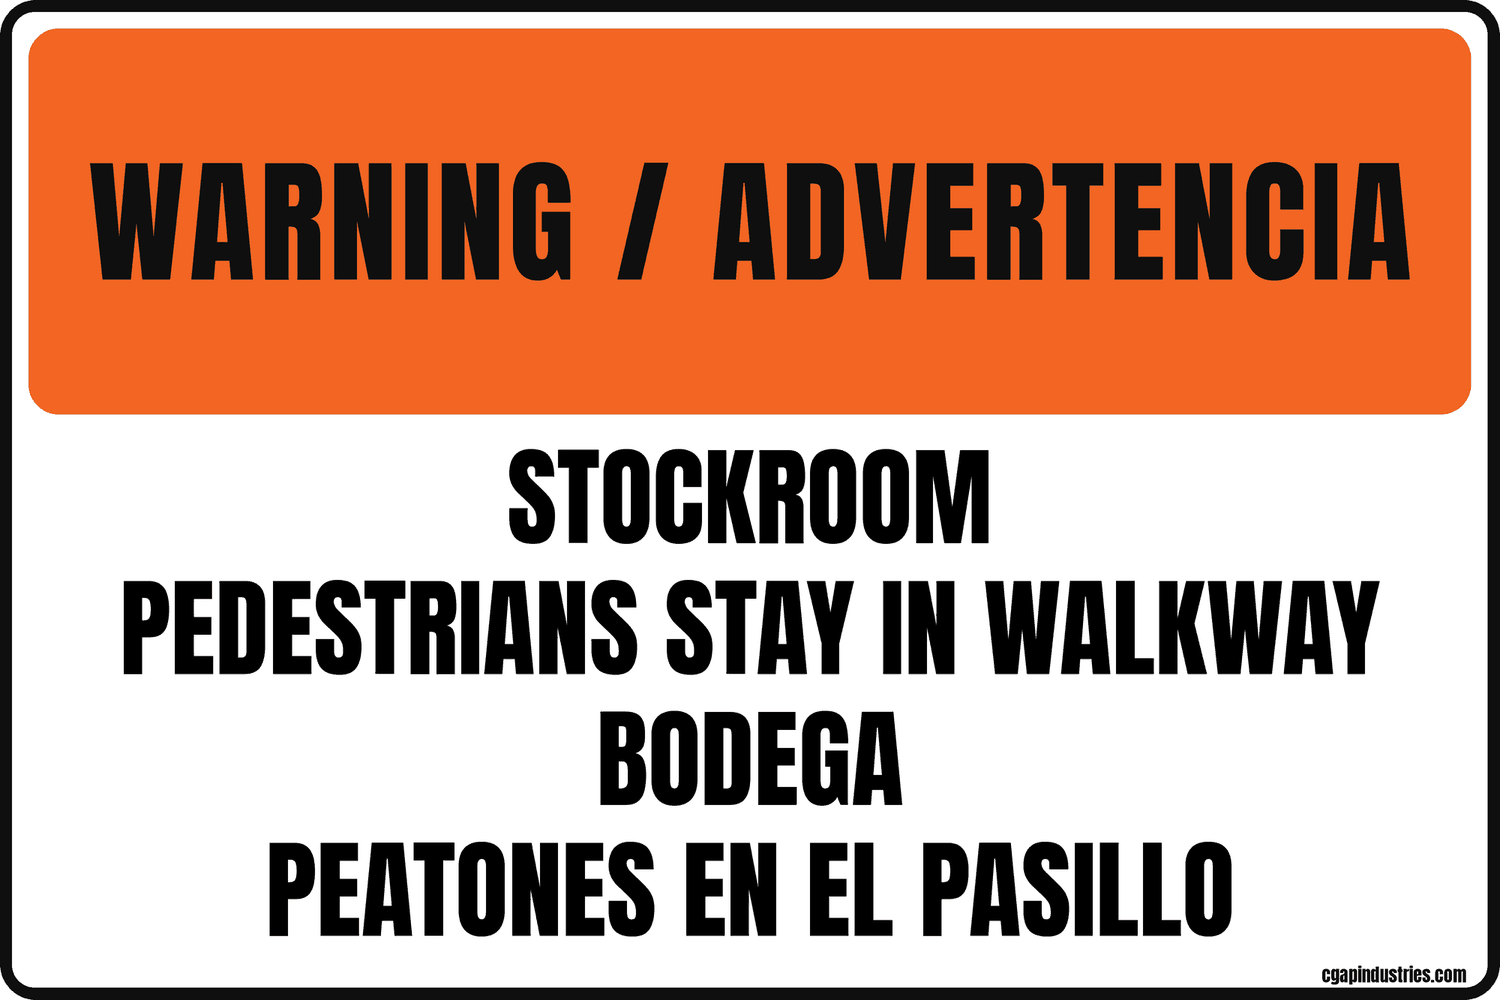 WARNING / ADVERTENCIA
STOCKROOM
PEDESTRIANS STAY IN WALKWAY
BODEGA
PEATONES EN EL PASILLO
cgapindustries.com